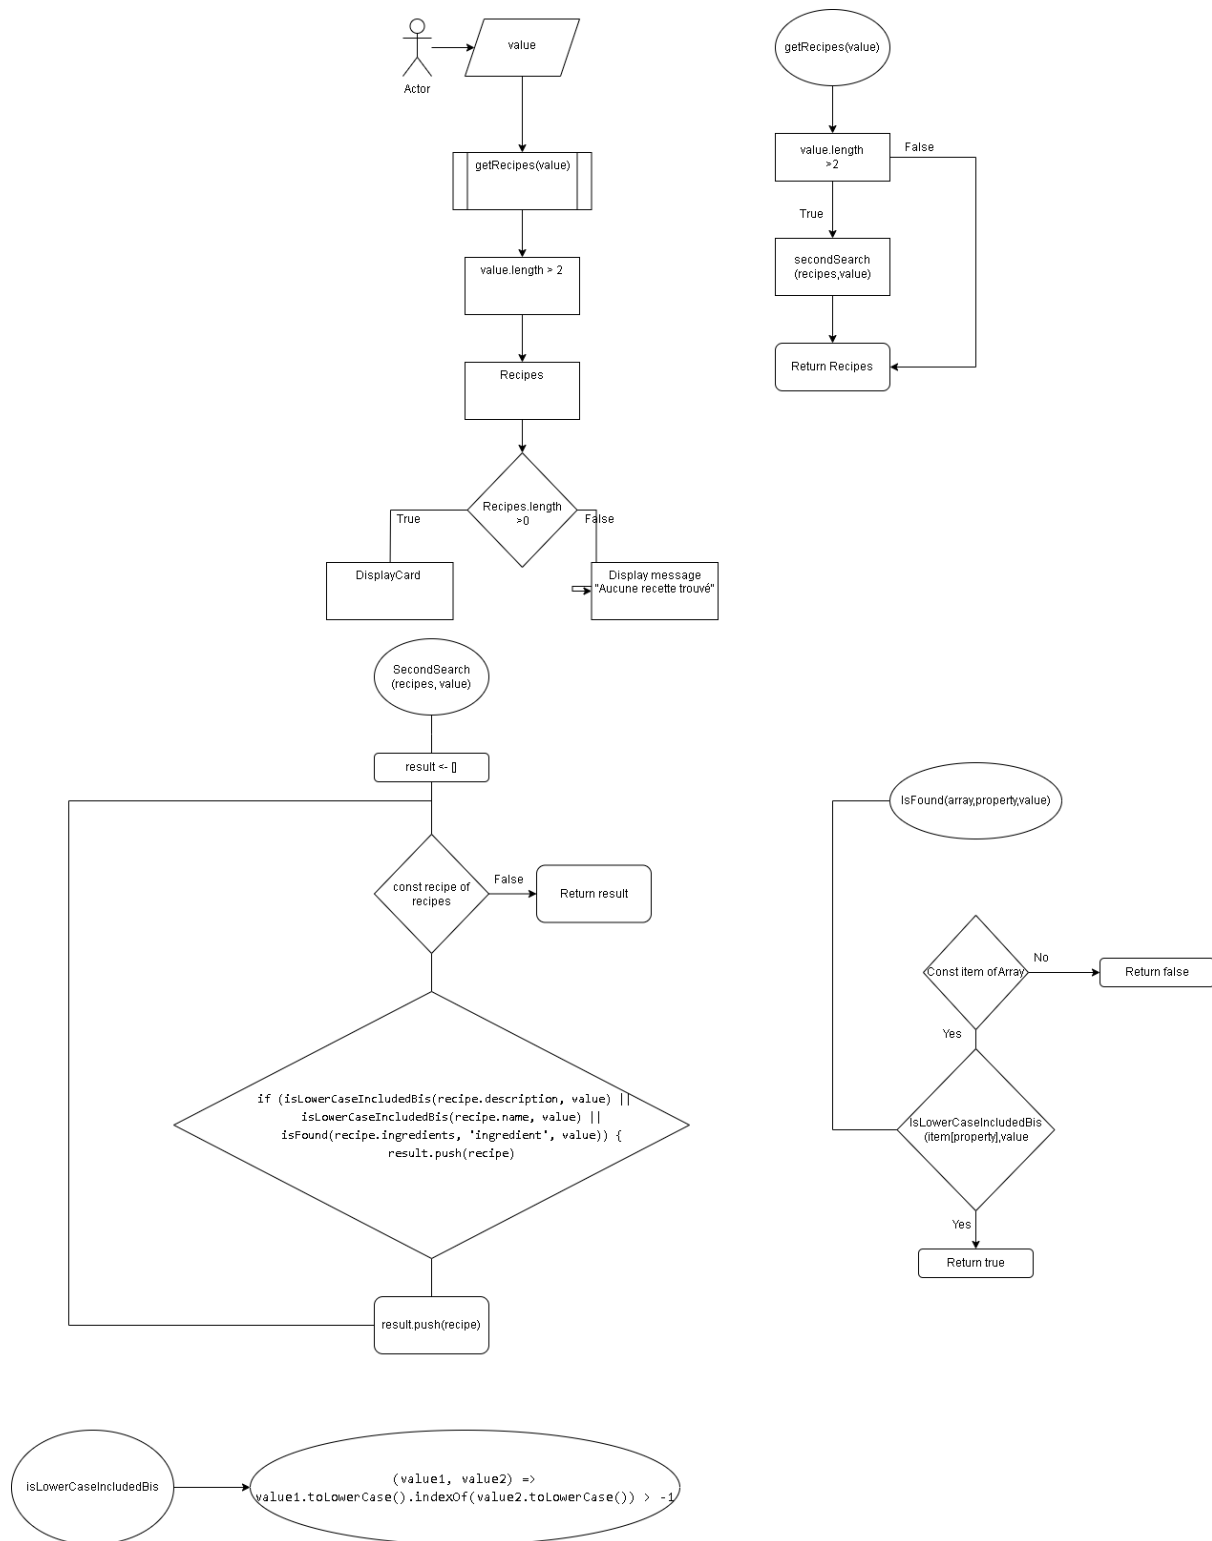 value
Actor
getRecipes(value)
value.length > 2
Recipes
Recipes.length
>0
True
False
DisplayCard
Display message
"Aucune recette trouvé"
getRecipes(value)
value.length
>2
False
True
secondSearch
(recipes,value)
Return Recipes
SecondSearch
(recipes, value)
result <- []
const recipe of
recipes
False
Return result
if (isLowerCaseIncludedBis(recipe.description, value) ||
isLowerCaseIncludedBis(recipe.name, value) ||
isFound(recipe.ingredients, 'ingredient', value)) {
result.push(recipe)
result.push(recipe)
IsFound(array,property,value)
Const item of Array
No
Return false
Yes
IsLowerCaseIncludedBis
(item[property],value
Yes
Return true
isLowerCaseIncludedBis
(value1, value2) =>
value1.toLowerCase().indexOf(value2.toLowerCase()) > -1